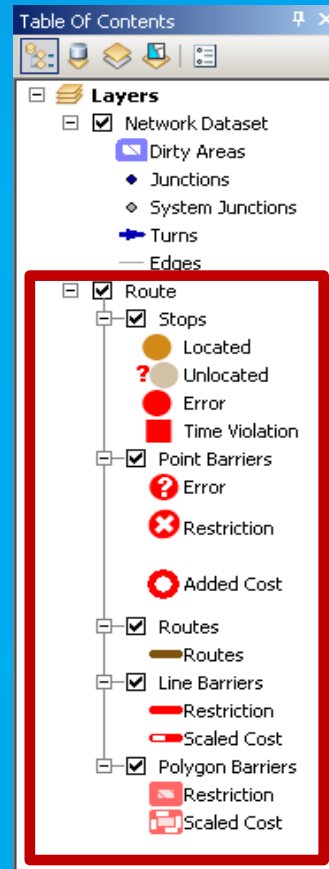 Table Of Contents
Layers
Network Dataset
Dirty Areas
Junctions
System Junctions
Turns
Edges
Route
Stops
Located
? Unlocated
Error
Time Violation
Point Barriers
? Error
Restriction
Added Cost
Routes
Routes
Line Barriers
Restriction
Scaled Cost
Polygon Barriers
Restriction
Scaled Cost